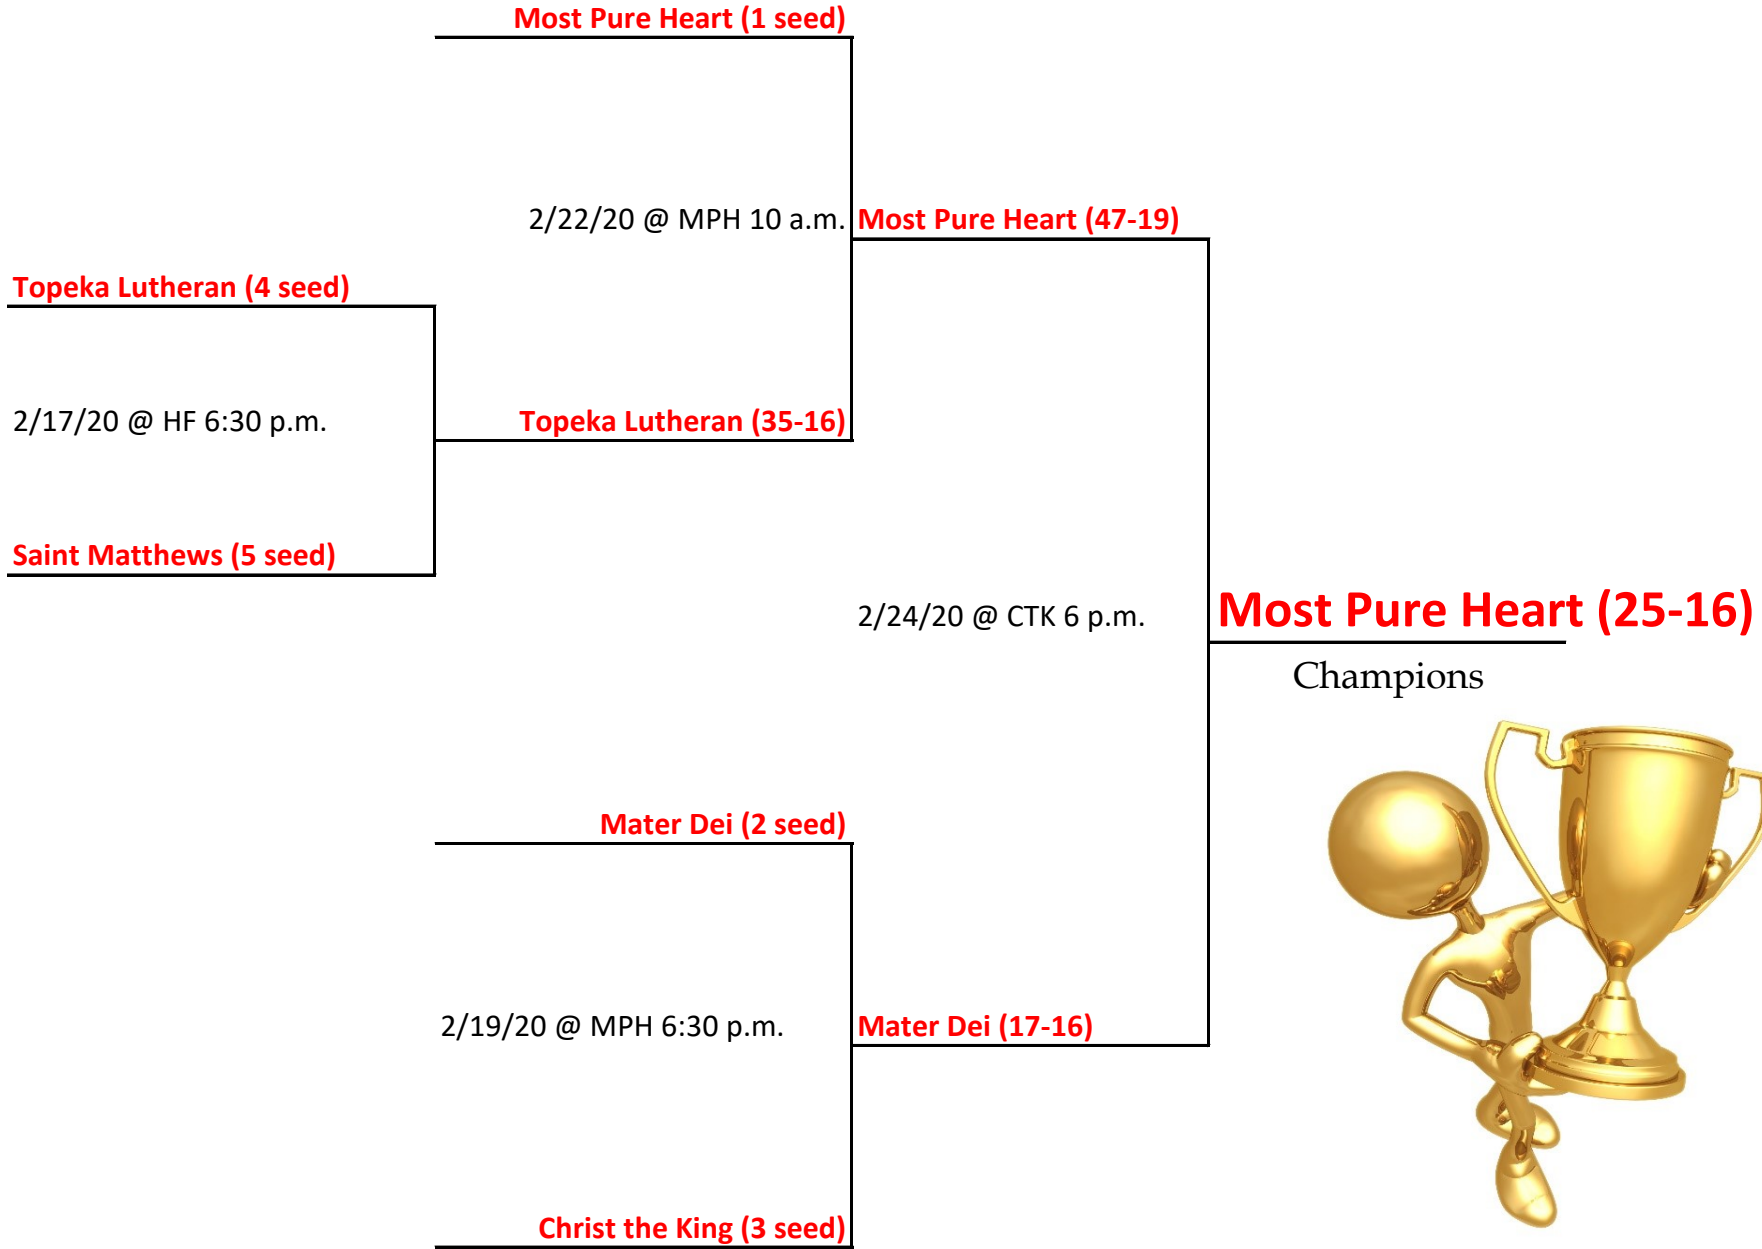 Most Pure Heart (1 seed)
2/22/20 @ MPH 10 a.m.
Most Pure Heart (47-19)
Topeka Lutheran (4 seed)
2/17/20 @ HF 6:30 p.m.
Topeka Lutheran (35-16)
Saint Matthews (5 seed)
2/24/20 @ CTK 6 p.m.
Most Pure Heart (25-16)
Champions
Mater Dei (2 seed)
2/19/20 @ MPH 6:30 p.m.
Mater Dei (17-16)
Christ the King (3 seed)